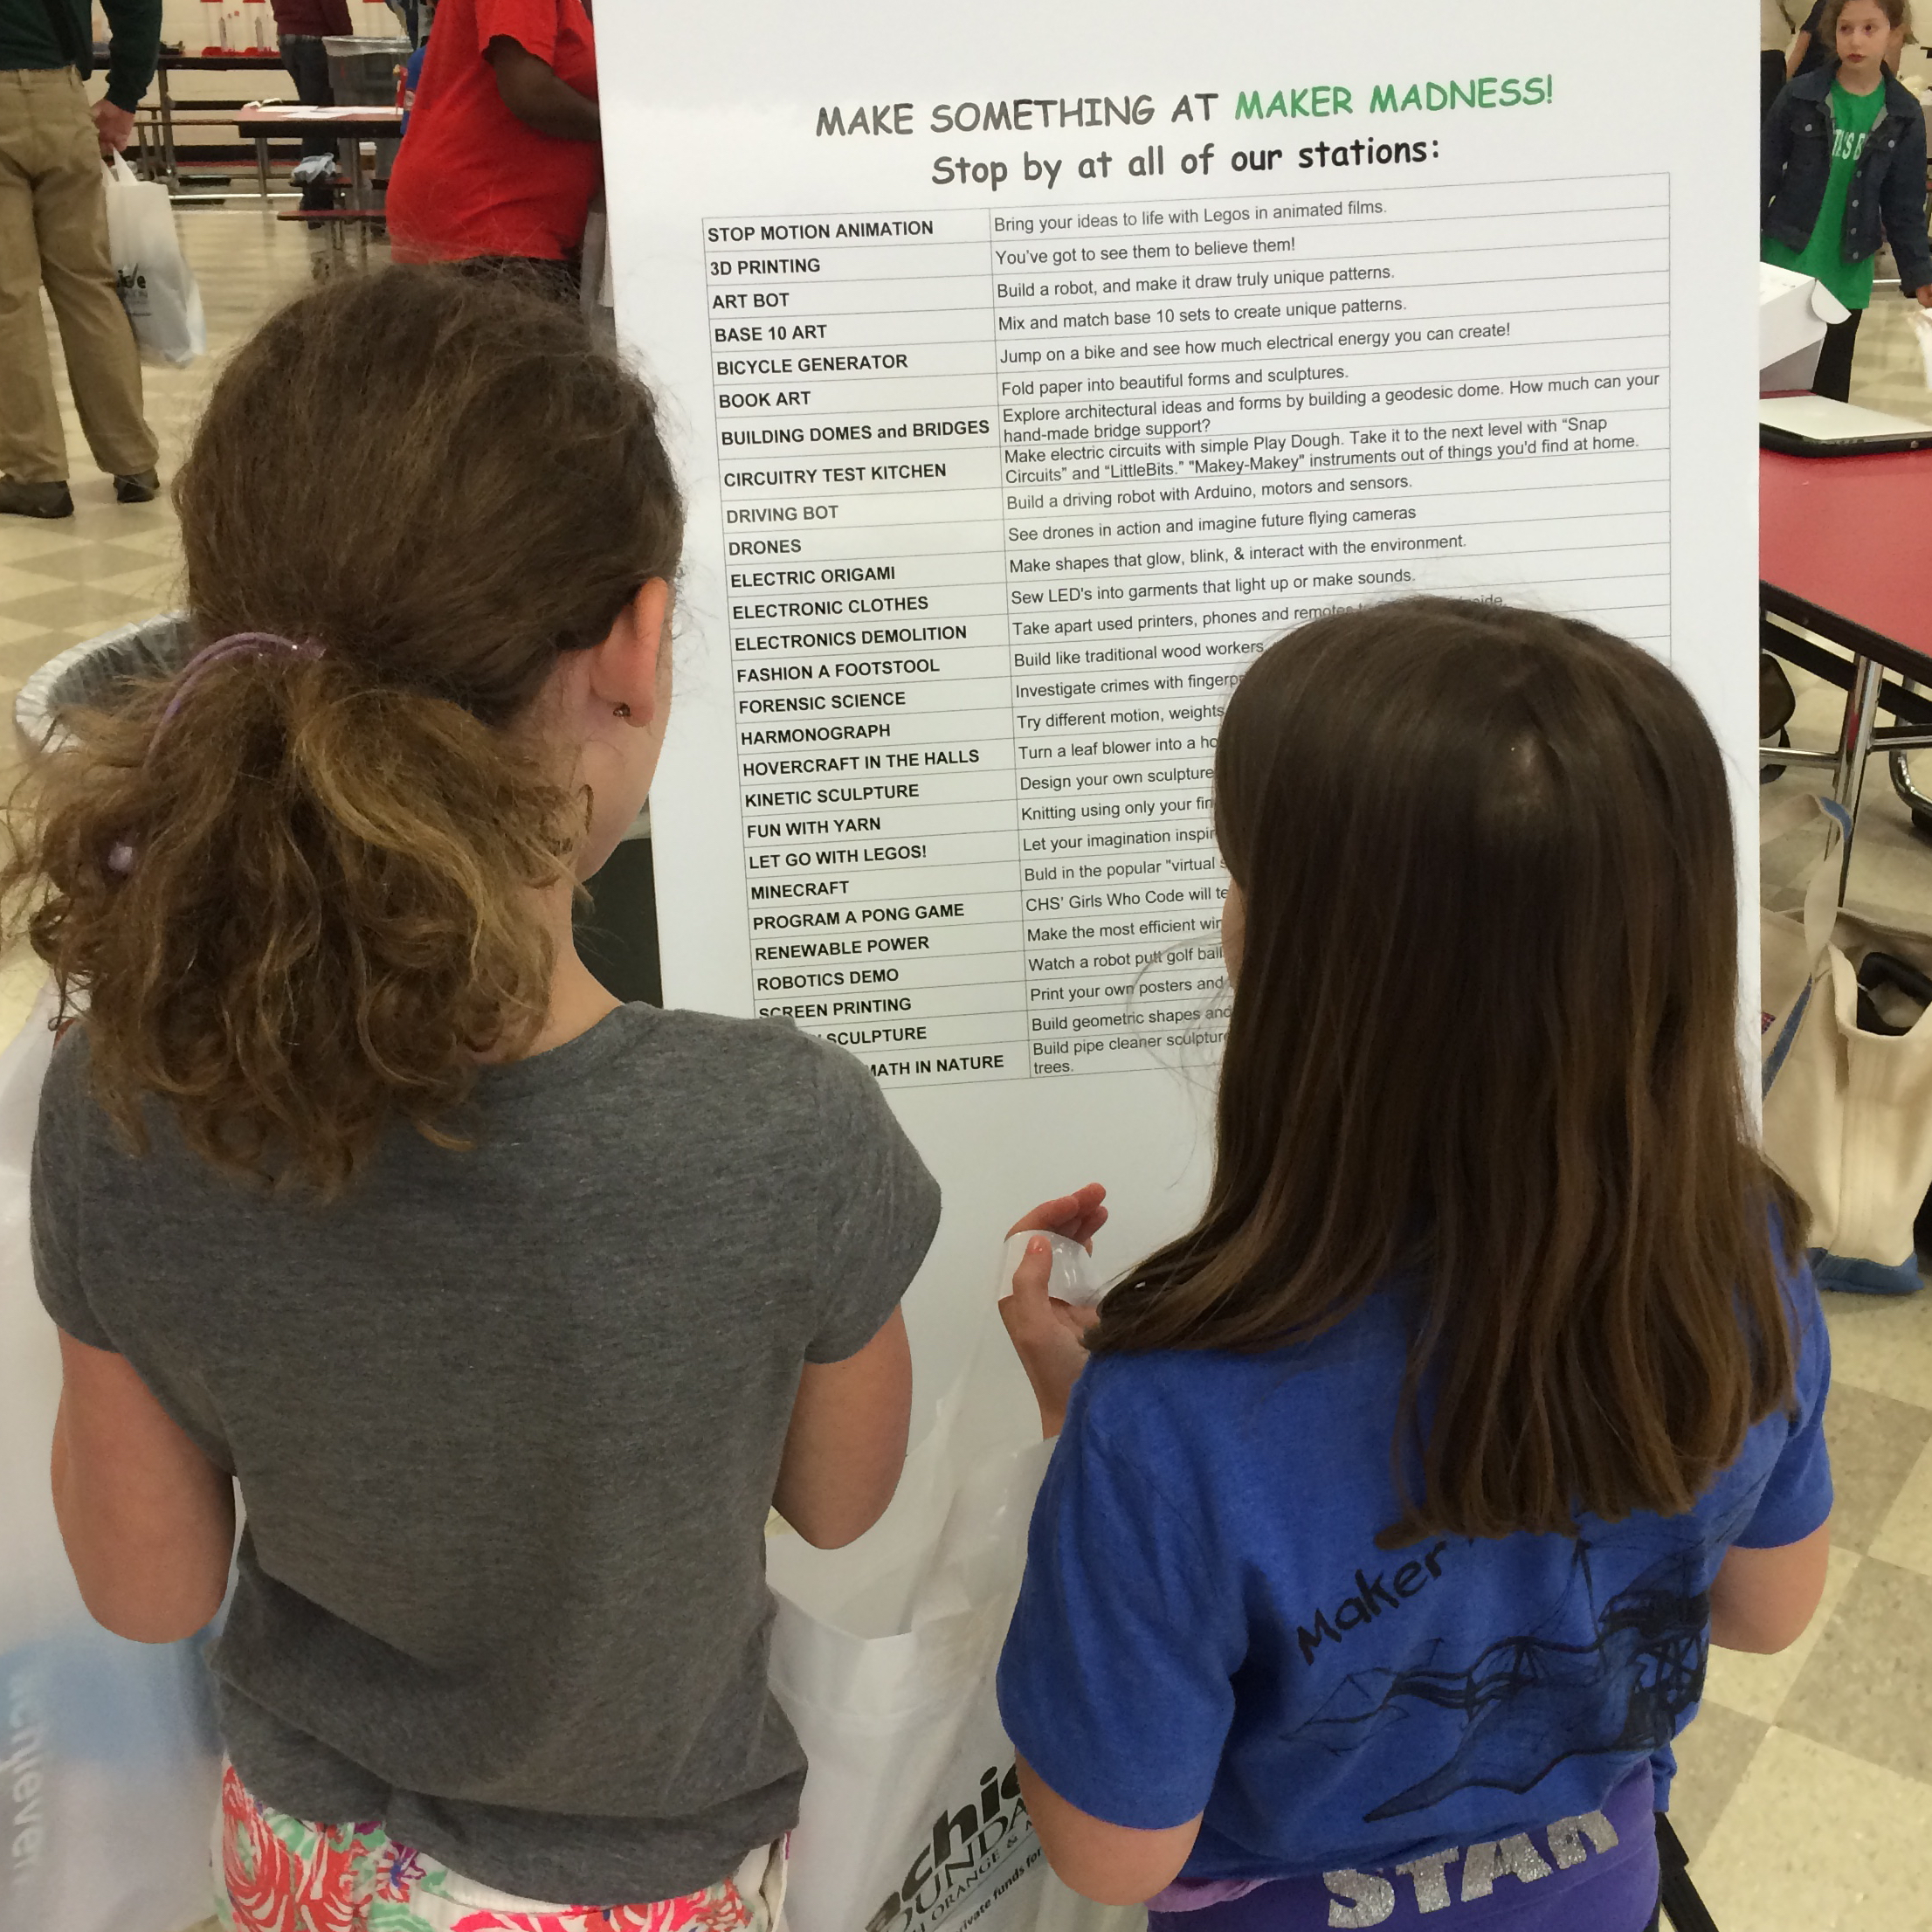 MAKE SOMETHING AT MAKER MADNESS!
Stop by at all of our stations:
STOP MOTION ANIMATION Bring your ideas to life with Legos in animated films.
3D PRINTING You've got to see them to believe them!
ART BOT Build a robot, and make it draw truly unique patterns.
BASE 10 ART Mix and match base 10 sets to create unique patterns.
BICYCLE GENERATOR Jump on a bike and see how much electrical energy you can create!
BOOK ART Fold paper into beautiful forms and sculptures.
BUILDING DOMES and BRIDGES Explore architectural ideas and forms by building a geodesic dome. How much can your
hand-made bridge support?
CIRCUITRY TEST KITCHEN Make electric circuits with simple Play Dough. Take it to the next level with “Snap
Circuits” and “LittleBits.” "Makey-Makey" instruments out of things you'd find at home.
DRIVING BOT Build a driving robot with Arduino, motors and sensors.
DRONES See drones in action and imagine future flying cameras
ELECTRIC ORIGAMI Make shapes that glow, blink, & interact with the environment.
ELECTRONIC CLOTHES Sew LED's into garments that light up or make sounds.
ELECTRONICS DEMOLITION Take apart used printers, phones and remotes
FASHION A FOOTSTOOL Build like traditional wood workers
FORENSIC SCIENCE Investigate crimes with
HARMONOGRAPH Try different motion, weights
HOVERCRAFT IN THE HALLS Turn a leaf blower into a
KINETIC SCULPTURE Design your own sculpture
FUN WITH YARN Knitting using only your
LET GO WITH LEGOS! Let your imagination
MINECRAFT Buld in the popular "virtual
PROGRAM A PONG GAME CHS' Girls Who Code will
RENEWABLE POWER Make the most efficient
ROBOTICS DEMO Watch a robot putt golf
SCREEN PRINTING Print your own posters and
SCULPTURE Build geometric shapes and
MATH IN NATURE Build pipe cleaner
trees.
Maker
STAR